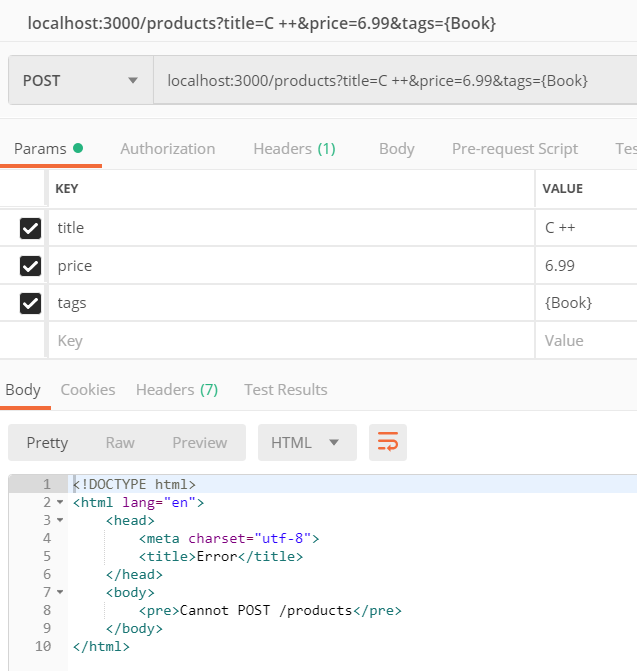 localhost:3000/products?title=C ++&price=6.99&tags={Book}
POST localhost:3000/products?title=C ++&price=6.99&tags={Book}
Params Authorization Headers (1) Body Pre-request Script Tes
KEY VALUE
title C ++
price 6.99
tags {Book}
Key Value
Body Cookies Headers (7) Test Results
Pretty Raw Preview HTML
1 <!DOCTYPE html>
2 <html lang="en">
3 <head>
4 <meta charset="utf-8">
5 <title>Error</title>
6 </head>
7 <body>
8 <pre>Cannot POST /products</pre>
9 </body>
10 </html>